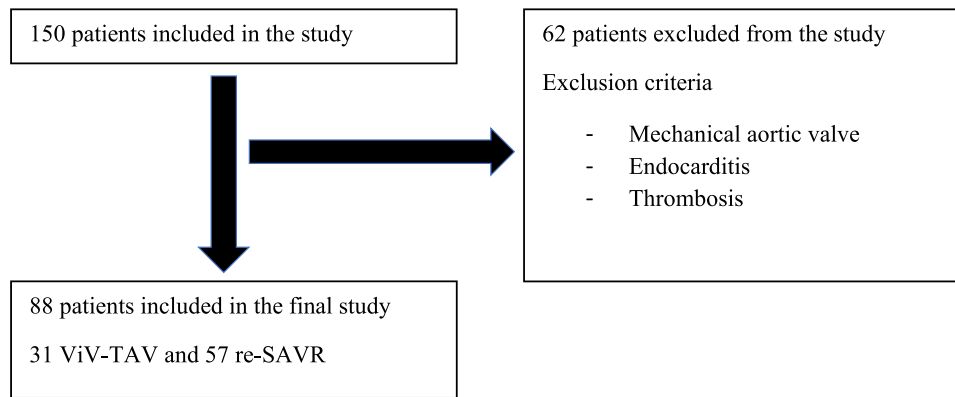 150 patients included in the study
62 patients excluded from the study
Exclusion criteria
- Mechanical aortic valve
- Endocarditis
- Thrombosis
88 patients included in the final study
31 ViV-TAV and 57 re-SAVR